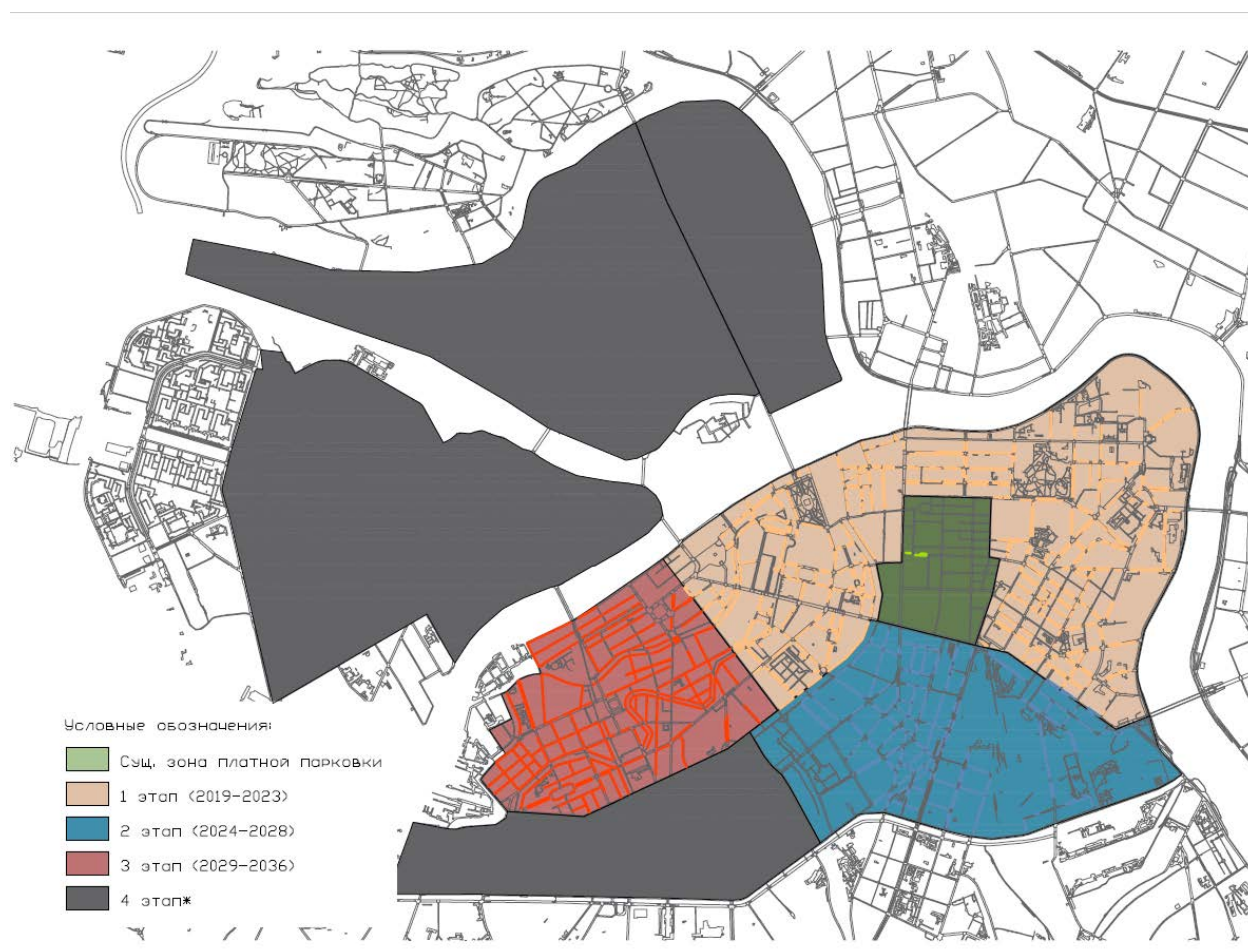 Условные обозначения:
Сущ. зона платной парковки
1 этап (2019-2023)
2 этап (2024-2028)
3 этап (2029-2036)
4 этап*